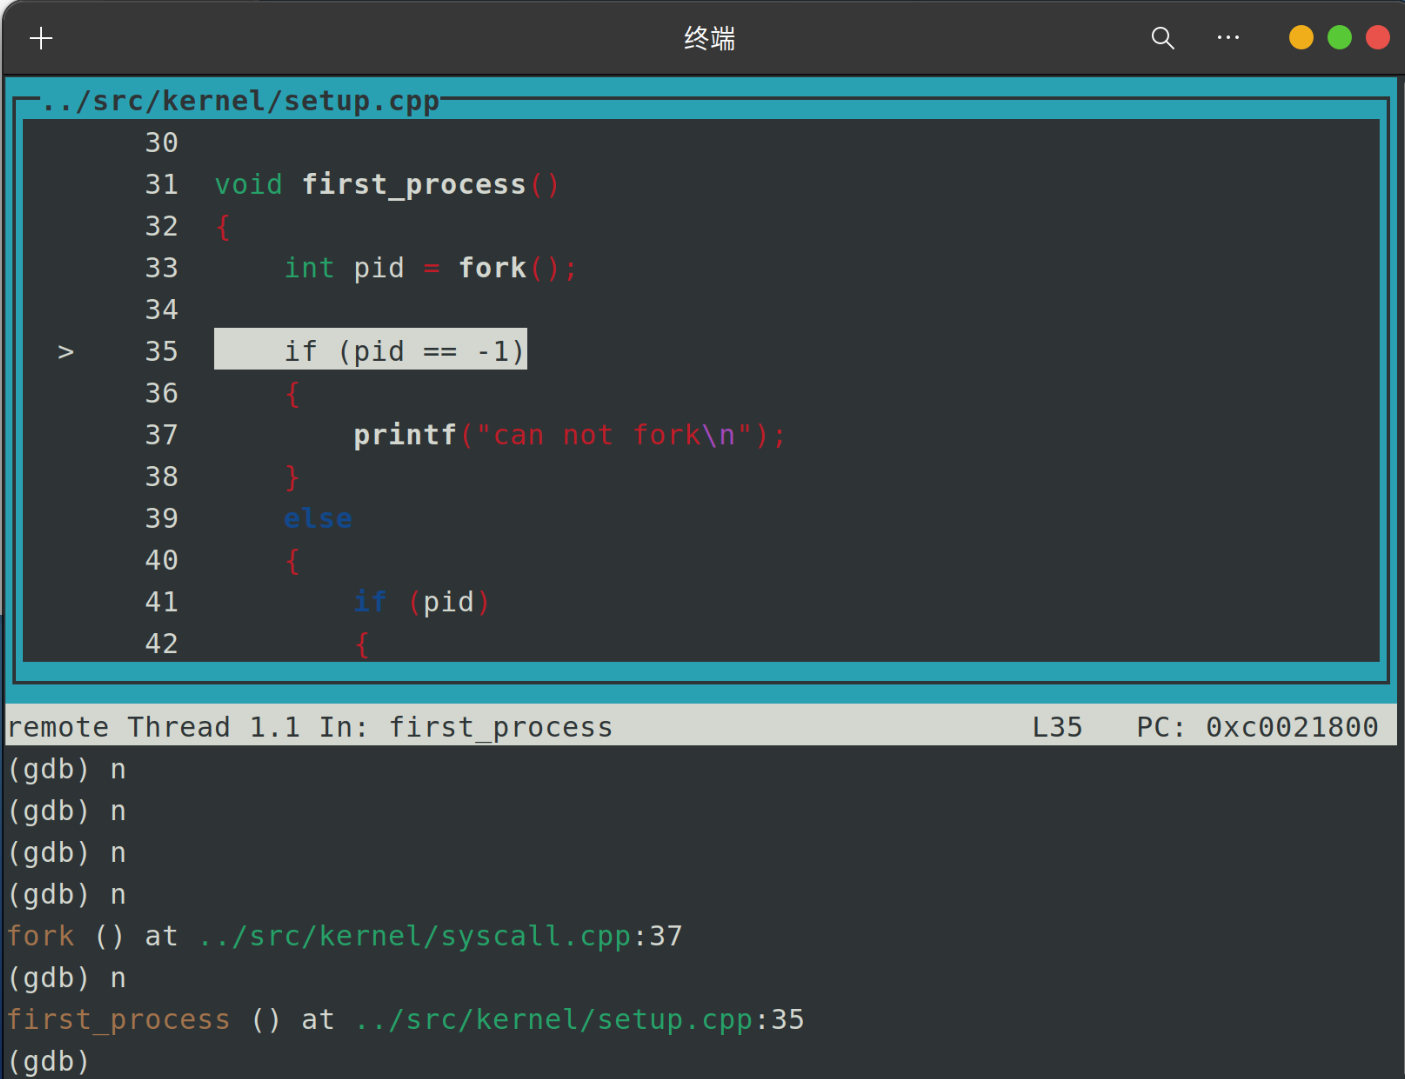 终端
../src/kernel/setup.cpp
30
31 void first_process()
32 {
33 int pid = fork();
34
> 35 if (pid == -1)
36 {
37 printf("can not fork\n");
38 }
39 else
40 {
41 if (pid)
42 {
remote Thread 1.1 In: first_process L35 PC: 0xc0021800
(gdb) n
(gdb) n
(gdb) n
(gdb) n
fork () at ../src/kernel/syscall.cpp:37
(gdb) n
first_process () at ../src/kernel/setup.cpp:35
(gdb)